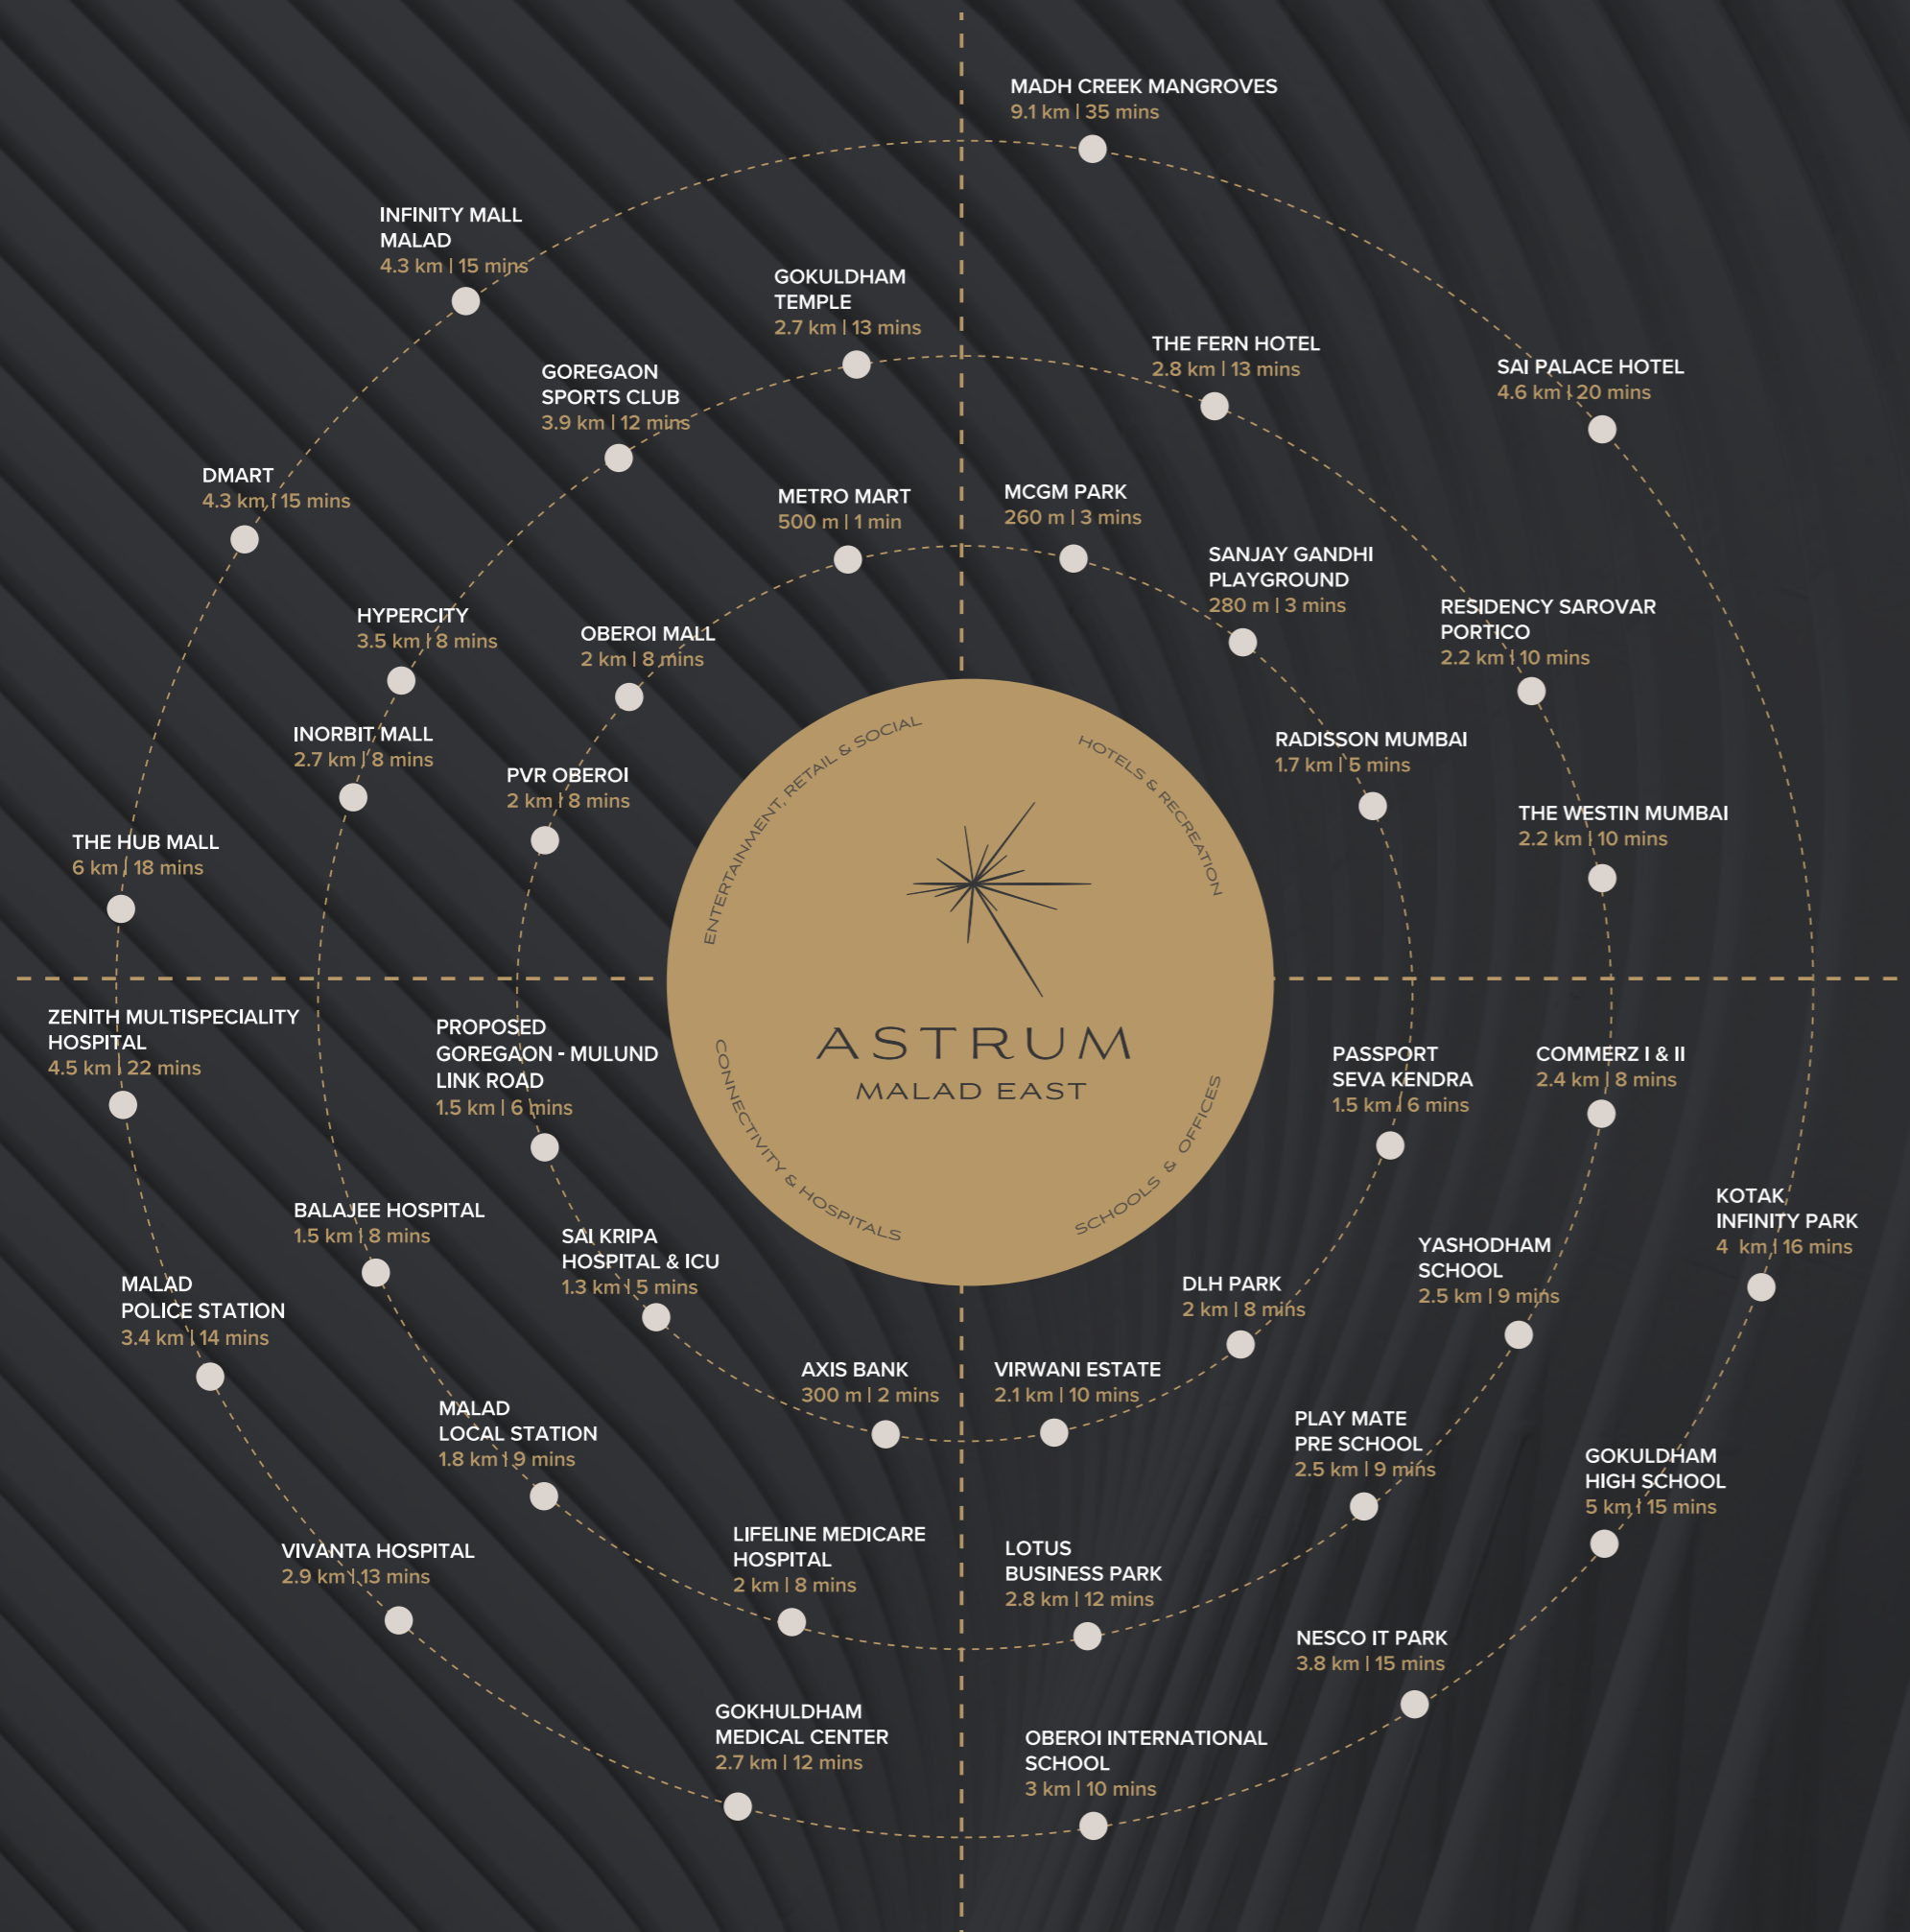 MADH CREEK MANGROVES
9.1 km | 35 mins
INFINITY MALL
MALAD
4.3 km | 15 mins
GOKULDHAM
TEMPLE
2.7 km | 13 mins
THE FERN HOTEL
2.8 km | 13 mins
SAI PALACE HOTEL
4.6 km | 20 mins
GOREGAON
SPORTS CLUB
3.9 km | 12 mins
DMART
4.3 km | 15 mins
METRO MART
500 m | 1 min
MCGM PARK
260 m | 3 mins
SANJAY GANDHI
PLAYGROUND
280 m | 3 mins
HYPERCITY
3.5 km | 8 mins
OBEROI MALL
2 km | 8 mins
RESIDENCY SAROVAR
PORTICO
2.2 km | 10 mins
INORBIT MALL
2.7 km | 8 mins
PVR OBEROI
2 km | 8 mins
RADISSON MUMBAI
1.7 km | 5 mins
THE WESTIN MUMBAI
2.2 km | 10 mins
THE HUB MALL
6 km | 18 mins
ENTERTAINMENT, RETAIL & SOCIAL
HOTELS & RECREATION
ASTRUM
MALAD EAST
CONNECTIVITY & HOSPITALS
SCHOOLS & OFFICES
ZENITH MULTISPECIALITY
HOSPITAL
4.5 km | 22 mins
PROPOSED
GOREGAON - MULUND
LINK ROAD
1.5 km | 6 mins
PASSPORT
SEVA KENDRA
1.5 km | 6 mins
COMMERZ I & II
2.4 km | 8 mins
BALAJEE HOSPITAL
1.5 km | 8 mins
SAI KRIPA
HOSPITAL & ICU
1.3 km | 5 mins
KOTAK
INFINITY PARK
4 km | 16 mins
YASHODHAM
SCHOOL
2.5 km | 9 mins
MALAD
POLICE STATION
3.4 km | 14 mins
DLH PARK
2 km | 8 mins
AXIS BANK
300 m | 2 mins
VIRWANI ESTATE
2.1 km | 10 mins
MALAD
LOCAL STATION
1.8 km | 9 mins
PLAY MATE
PRE SCHOOL
2.5 km | 9 mins
GOKULDHAM
HIGH SCHOOL
5 km | 15 mins
VIVANTA HOSPITAL
2.9 km | 13 mins
LIFELINE MEDICARE
HOSPITAL
2 km | 8 mins
LOTUS
BUSINESS PARK
2.8 km | 12 mins
NESCO IT PARK
3.8 km | 15 mins
GOKHULDHAM
MEDICAL CENTER
2.7 km | 12 mins
OBEROI INTERNATIONAL
SCHOOL
3 km | 10 mins